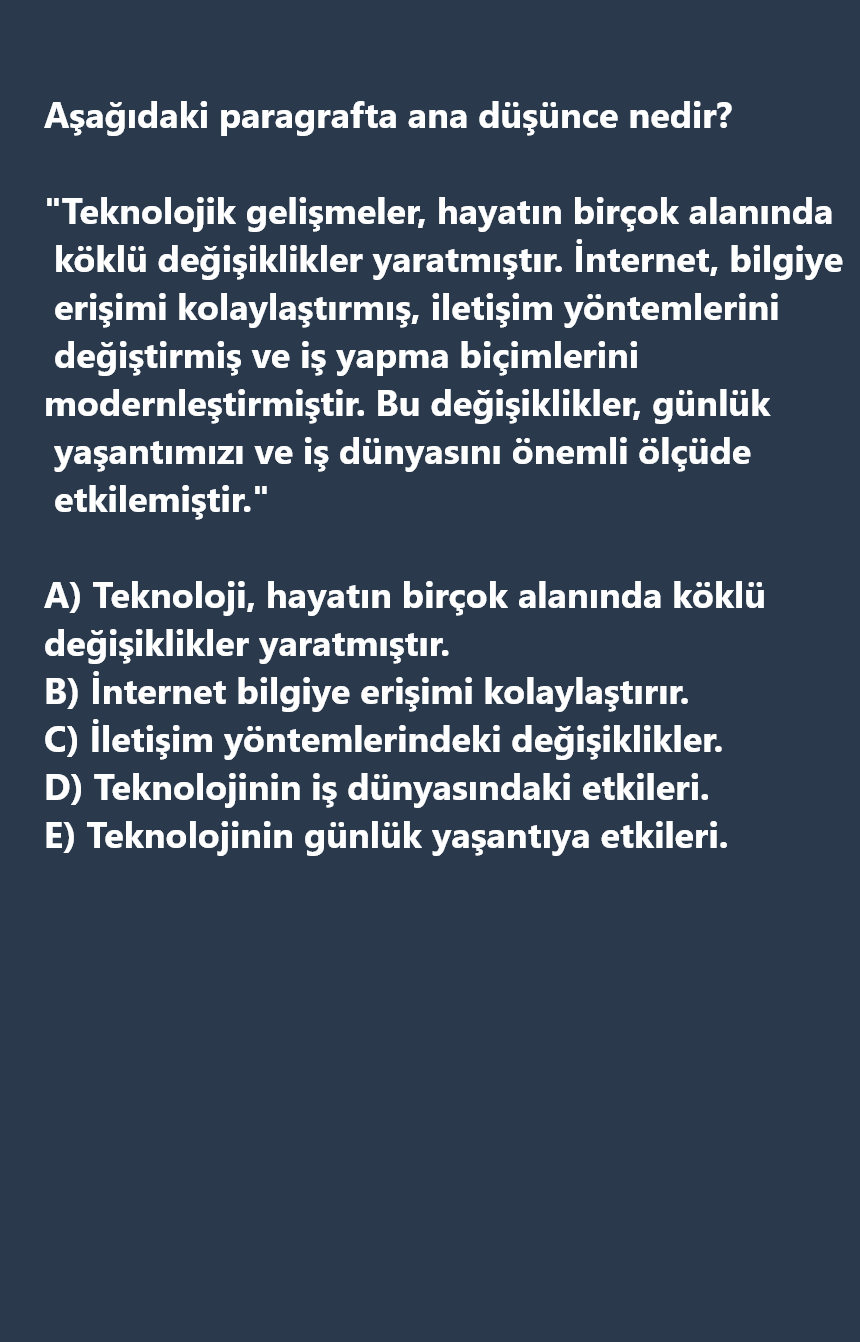 Aşağıdaki paragrafta ana düşünce nedir?
"Teknolojik gelişmeler, hayatın birçok alanında
köklü değişiklikler yaratmıştır. İnternet, bilgiye
erişimi kolaylaştırmış, iletişim yöntemlerini
değiştirmiş ve iş yapma biçimlerini
modernleştirmiştir. Bu değişiklikler, günlük
yaşantımızı ve iş dünyasını önemli ölçüde
etkilemiştir."
A) Teknoloji, hayatın birçok alanında köklü
değişiklikler yaratmıştır.
B) İnternet bilgiye erişimi kolaylaştırır.
C) İletişim yöntemlerindeki değişiklikler.
D) Teknolojinin iş dünyasındaki etkileri.
E) Teknolojinin günlük yaşantıya etkileri.